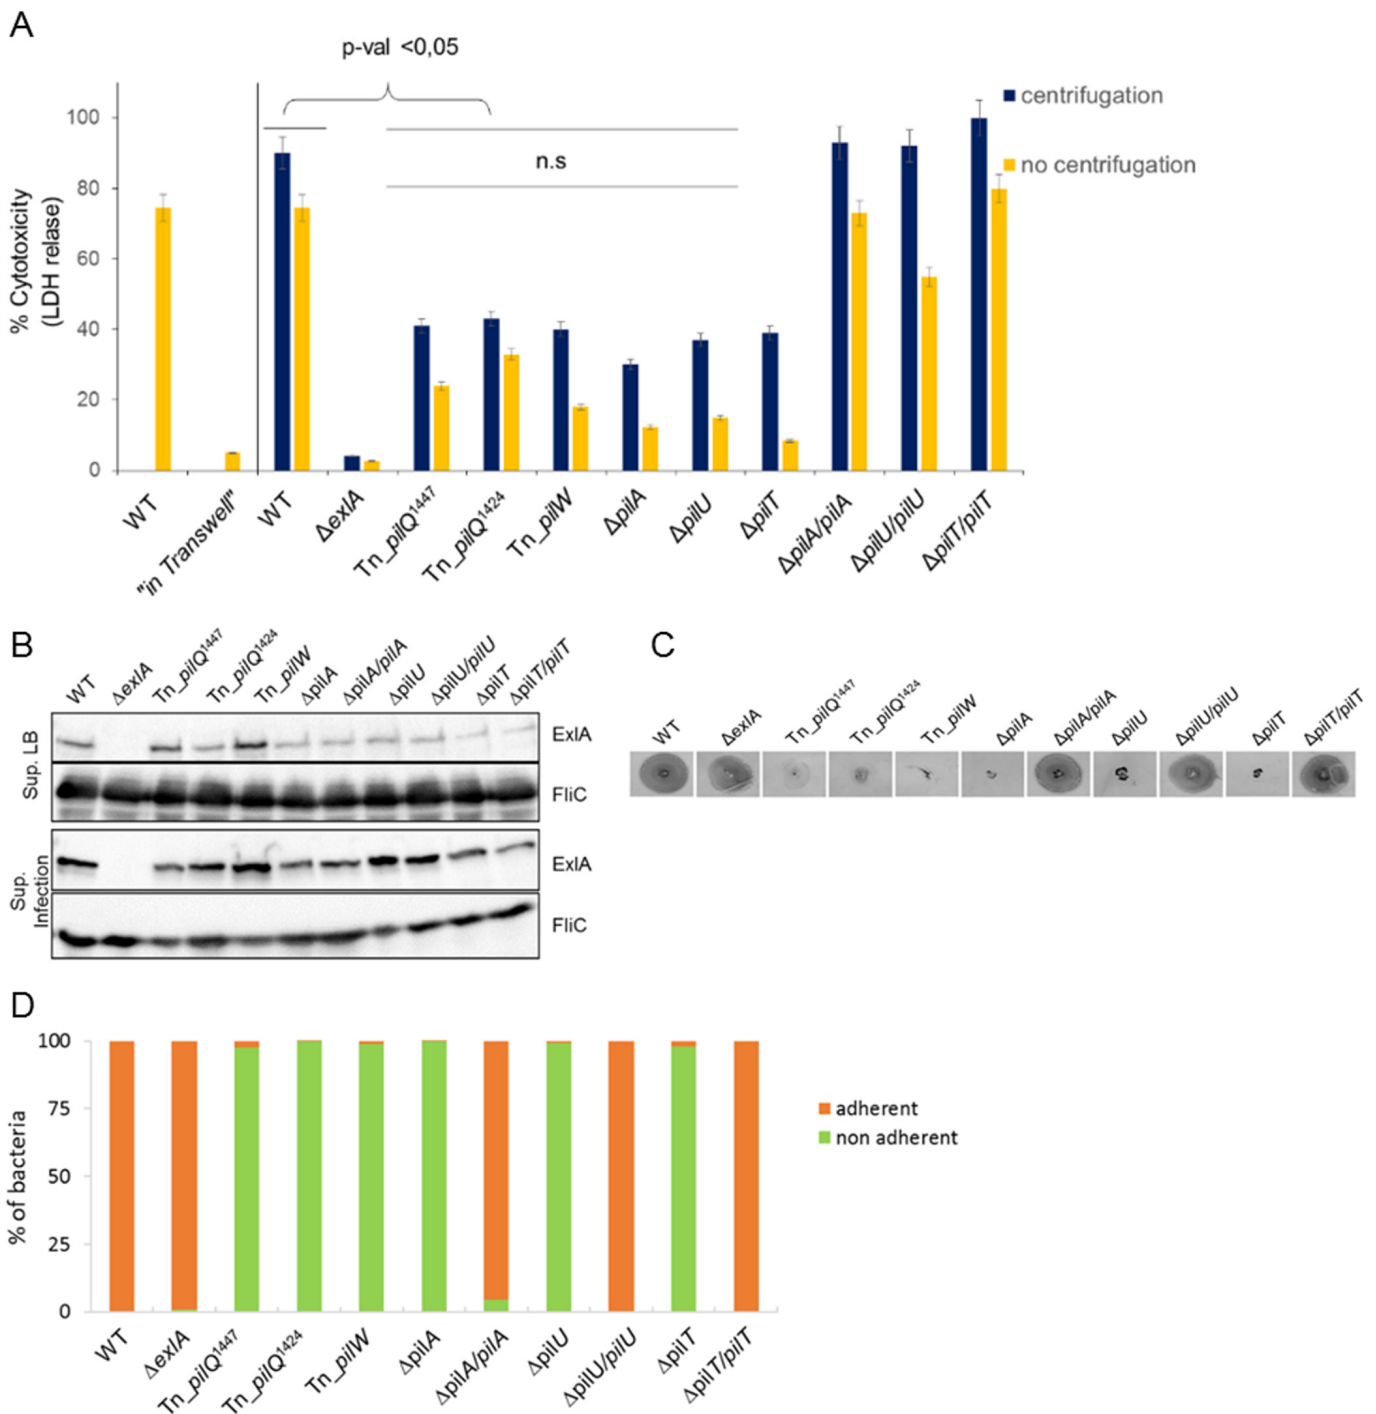 A
p-val <0,05
centrifugation
no centrifugation
n.s
% Cytotoxicity
(LDH relase)
100
80
60
40
20
0
WT
"in Transwell"
WT
ΔexlA
Tn_pilQ1447
Tn_pilQ1424
Tn_pilW
ΔpilA
ΔpilU
ΔpilT
ΔpilA/pilA
ΔpilU/pilU
ΔpilT/pilT
B
WT
ΔexlA
Tn_pilQ1447
Tn_pilQ1424
Tn_pilW
ΔpilA
ΔpilA/pilA
ΔpilU
ΔpilU/pilU
ΔpilT
ΔpilT/pilT
Sup. LB
ExlA
FliC
Sup.
Infection
ExlA
FliC
C
WT
ΔexlA
Tn_pilQ1447
Tn_pilQ1424
Tn_pilW
ΔpilA
ΔpilA/pilA
ΔpilU
ΔpilU/pilU
ΔpilT
ΔpilT/pilT
D
% of bacteria
100
75
50
25
0
adherent
non adherent
WT
ΔexlA
Tn_pilQ1447
Tn_pilQ1424
Tn_pilW
ΔpilA
ΔpilA/pilA
ΔpilU
ΔpilU/pilU
ΔpilT
ΔpilT/pilT